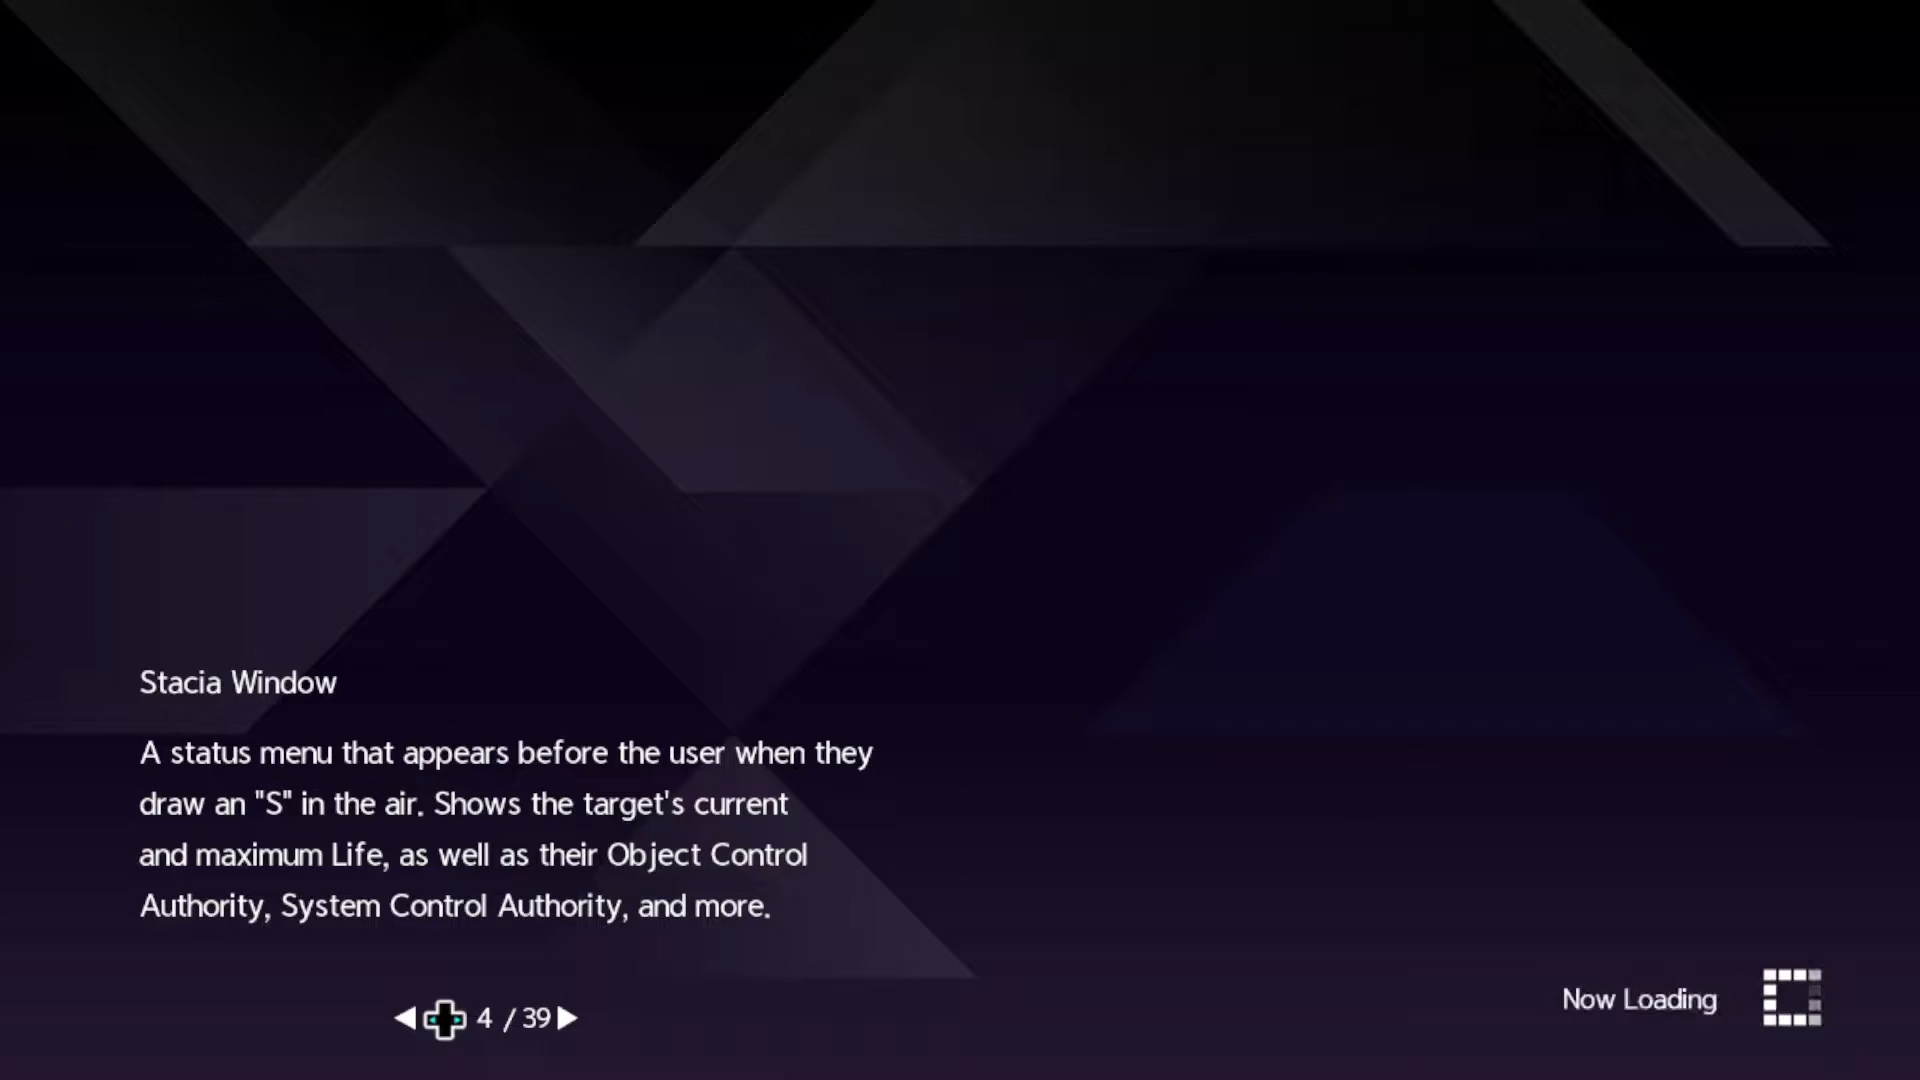 Stacia Window
A status menu that appears before the user when they
draw an "S" in the air. Shows the target's current
and maximum Life, as well as their Object Control
Authority, System Control Authority, and more.
4 / 39
Now Loading